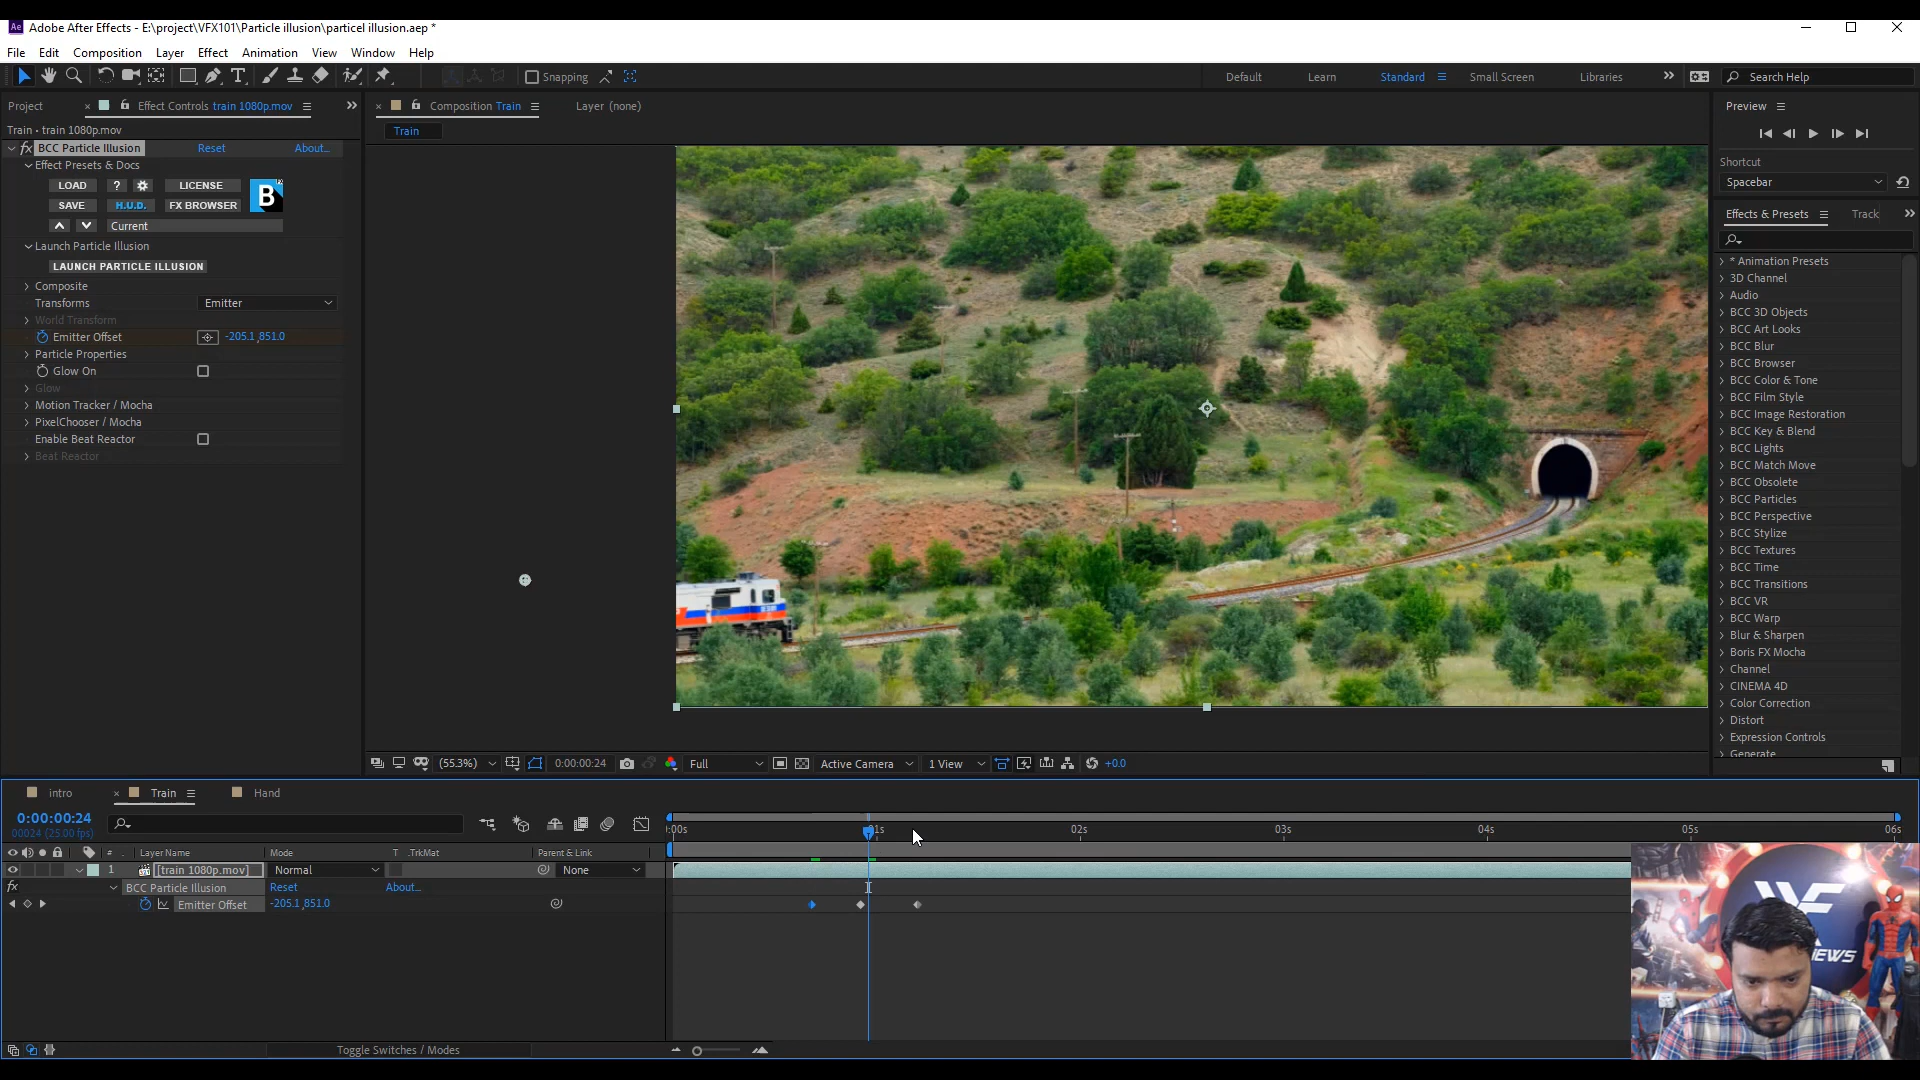 Ae Adobe After Effects - E:\project\VFX101\Particle illusion\particel illusion.aep *
File Edit Composition Layer Effect Animation View Window Help
Snapping Default Learn Standard Small Screen Libraries Search Help
Project Effect Controls train 1080p.mov Composition Train Layer (none) Preview
Train • train 1080p.mov Train
fx BCC Particle Illusion Reset About...
Effect Presets & Docs
LOAD ? LICENSE B
SAVE H.U.D. FX BROWSER
Current
Launch Particle Illusion
LAUNCH PARTICLE ILLUSION
Composite
Transforms Emitter
World Transform
Emitter Offset -205.1 ,851.0
Particle Properties
Glow On
Glow
Motion Tracker / Mocha
PixelChooser / Mocha
Enable Beat Reactor
Beat Reactor
Shortcut
Spacebar
Effects & Presets Track
* Animation Presets
3D Channel
Audio
BCC 3D Objects
BCC Art Looks
BCC Blur
BCC Browser
BCC Color & Tone
BCC Film Style
BCC Image Restoration
BCC Key & Blend
BCC Lights
BCC Match Move
BCC Obsolete
BCC Particles
BCC Perspective
BCC Stylize
BCC Textures
BCC Time
BCC Transitions
BCC VR
BCC Warp
Blur & Sharpen
Boris FX Mocha
Channel
CINEMA 4D
Color Correction
Distort
Expression Controls
Generate
(55.3%) 0:00:00:24 Full Active Camera 1 View +0.0
intro Train Hand
0:00:00:24
00024 (25.00 fps)
:00s 01s 02s 03s 04s 05s 06s
# Layer Name Mode T .TrkMat Parent & Link
1 [train 1080p.mov] Normal None
fx BCC Particle Illusion Reset About...
Emitter Offset -205.1 ,851.0
Toggle Switches / Modes